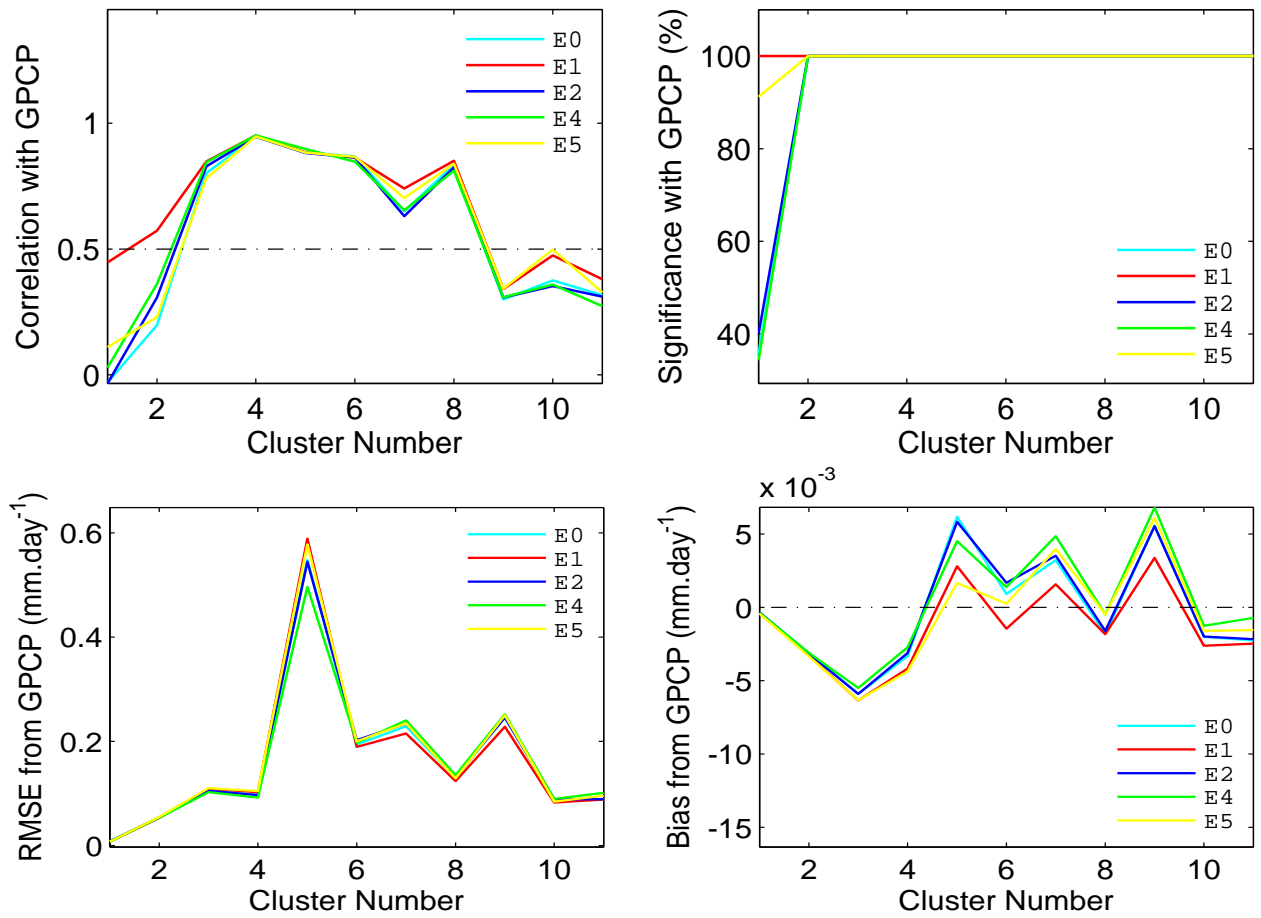 Correlation with GPCP
1
0.5
0
2 4 6 8 10
Cluster Number
E0
E1
E2
E4
E5
Significance with GPCP (%)
100
80
60
40
2 4 6 8 10
Cluster Number
E0
E1
E2
E4
E5
RMSE from GPCP (mm.day-1)
0.6
0.4
0.2
0
2 4 6 8 10
Cluster Number
E0
E1
E2
E4
E5
x 10-3
Bias from GPCP (mm.day-1)
5
0
-5
-10
-15
2 4 6 8 10
Cluster Number
E0
E1
E2
E4
E5